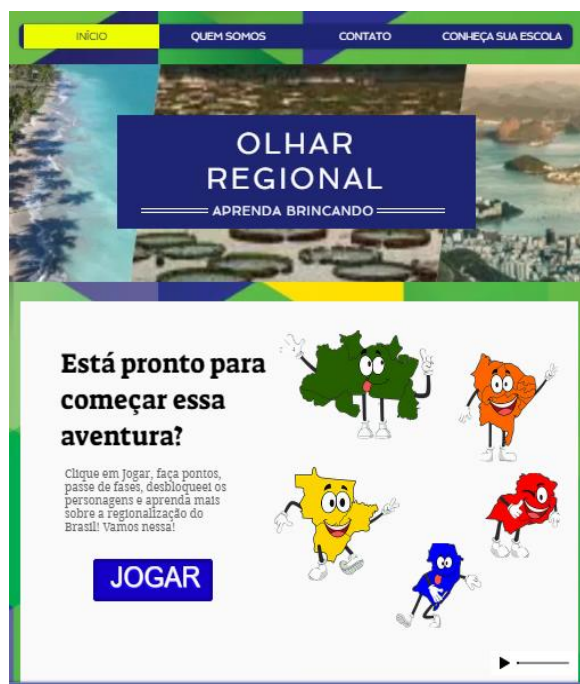 INÍCIO QUEM SOMOS CONTATO CONHEÇA SUA ESCOLA
OLHAR
REGIONAL
APRENDA BRINCANDO
Está pronto para
começar essa
aventura?
Clique em Jogar, faça pontos,
passe de fases, desbloqueei os
personagens e aprenda mais
sobre a regionalização do
Brasil! Vamos nessa!
JOGAR